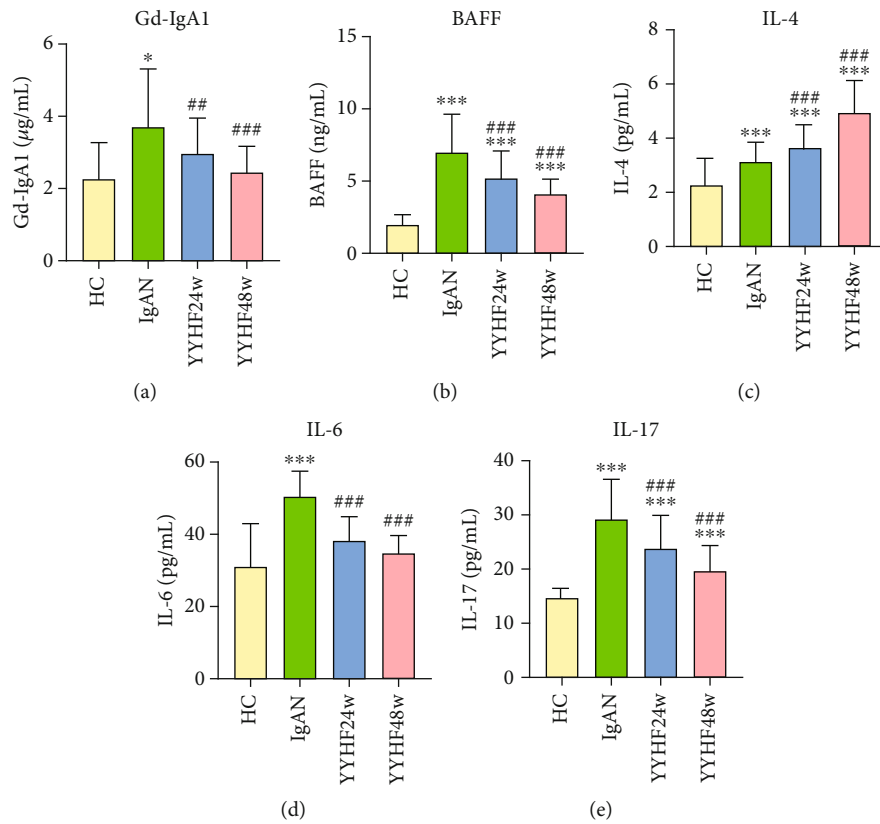 Gd-IgA1
Gd-IgA1 (µg/mL)
6
4
2
0
*
##
###
HC
IgAN
YYHF24w
YYHF48w
(a)
BAFF
BAFF (ng/mL)
15
10
5
0
***
###
***
###
***
HC
IgAN
YYHF24w
YYHF48w
(b)
IL-4
IL-4 (pg/mL)
8
6
4
2
0
***
###
***
###
***
HC
IgAN
YYHF24w
YYHF48w
(c)
IL-6
IL-6 (pg/mL)
60
40
20
0
***
###
###
HC
IgAN
YYHF24w
YYHF48w
(d)
IL-17
IL-17 (pg/mL)
40
30
20
10
0
***
###
***
###
***
HC
IgAN
YYHF24w
YYHF48w
(e)